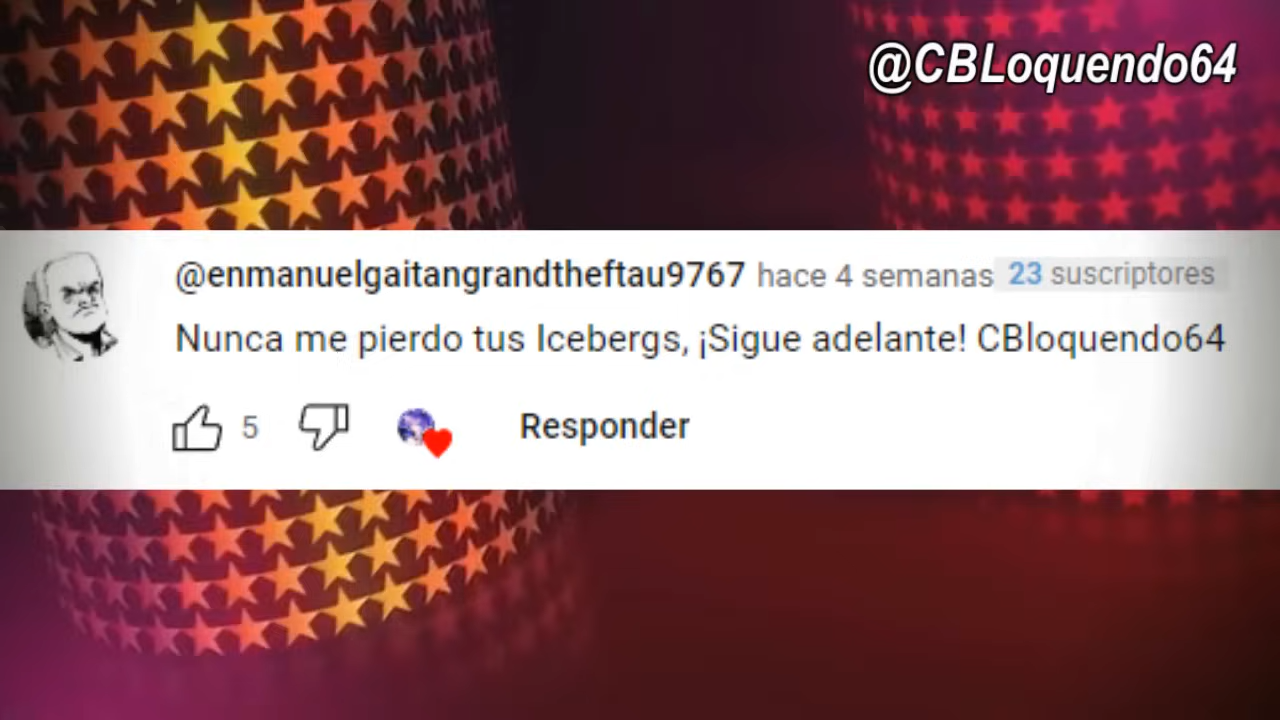 @CBLoquendo64
@enmanuelgaitangrandtheftau9767 hace 4 semanas 23 suscriptores
Nunca me pierdo tus Icebergs, ¡Sigue adelante! CBloquendo64
5 Responder